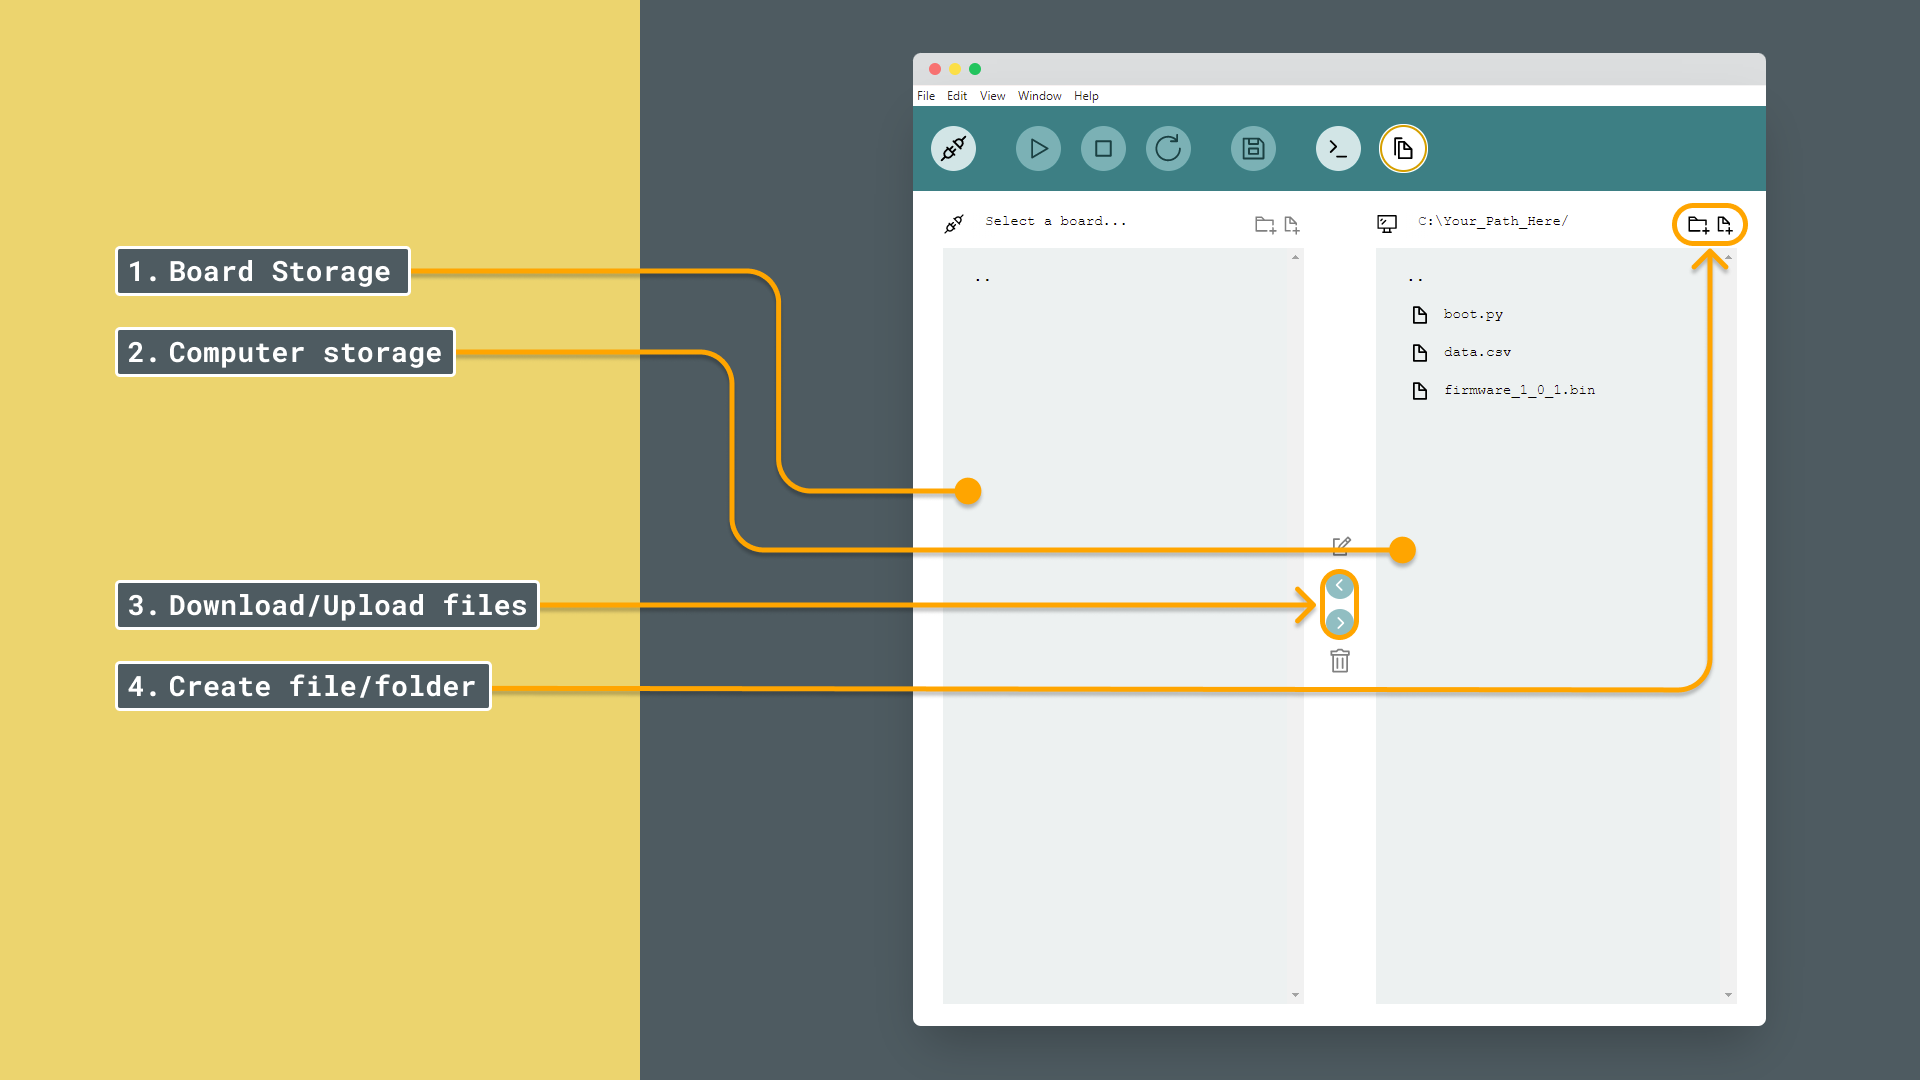 1. Board Storage
2. Computer storage
3. Download/Upload files
4. Create file/folder
File Edit View Window Help
Select a board...
C:\Your_Path_Here/
..
..
boot.py
data.csv
firmware_1_0_1.bin